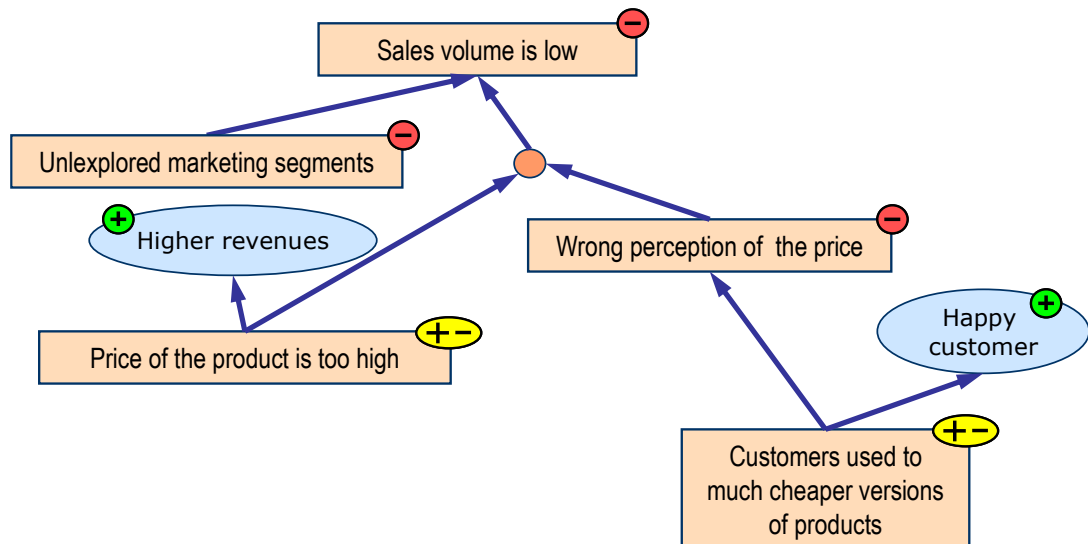 Sales volume is low
−
Unlexplored marketing segments
−
+
Higher revenues
Wrong perception of the price
−
Price of the product is too high
+ −
Happy
customer
+
Customers used to
much cheaper versions
of products
+ −